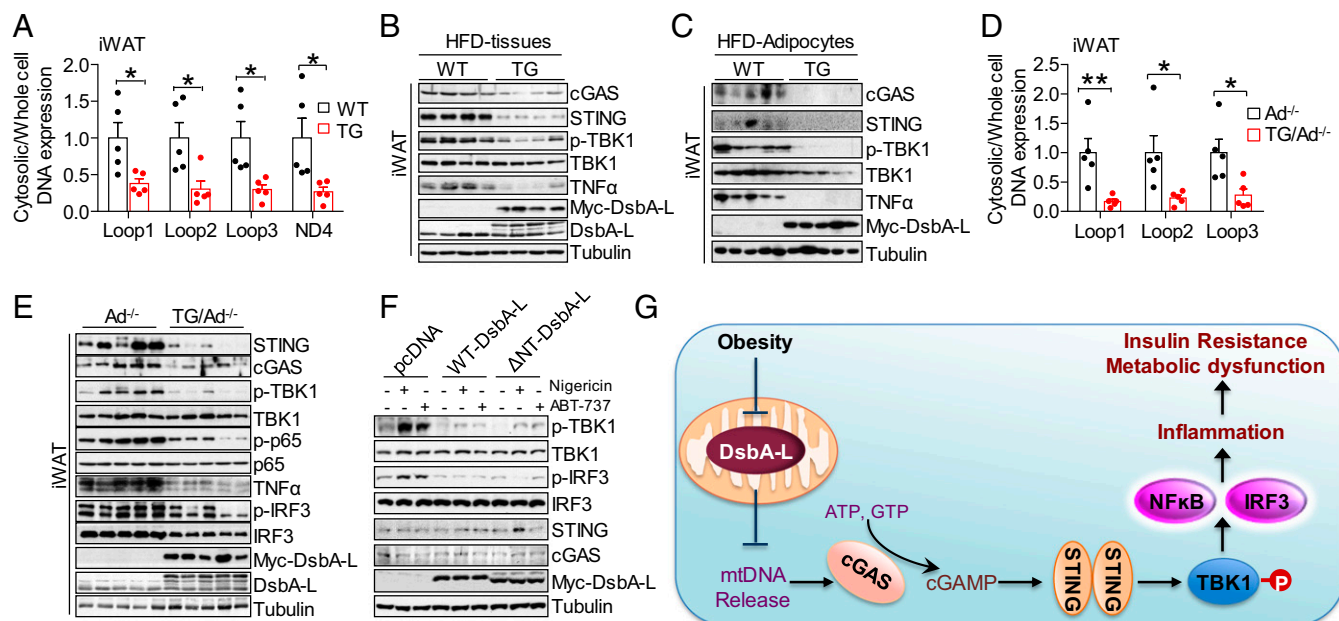 A
iWAT
Cytosolic/Whole cell
DNA expression
2.0
1.5
1.0
0.5
0.0
*
*
*
*
WT
TG
Loop1 Loop2 Loop3 ND4
B
HFD-tissues
WT TG
iWAT
cGAS
STING
p-TBK1
TBK1
TNFα
Myc-DsbA-L
DsbA-L
Tubulin
C
HFD-Adipocytes
WT TG
iWAT
cGAS
STING
p-TBK1
TBK1
TNFα
Myc-DsbA-L
Tubulin
D
iWAT
Cytosolic/Whole cell
DNA expression
2.5
2.0
1.5
1.0
0.5
0.0
**
*
*
Ad-/-
TG/Ad-/-
Loop1 Loop2 Loop3
E
Ad-/- TG/Ad-/-
iWAT
STING
cGAS
p-TBK1
TBK1
p-p65
p65
TNFα
p-IRF3
IRF3
Myc-DsbA-L
DsbA-L
Tubulin
F
pcDNA WT-DsbA-L ΔNT-DsbA-L
- + - - + - - + - Nigericin
- - + - - + - - + ABT-737
p-TBK1
TBK1
p-IRF3
IRF3
STING
cGAS
Myc-DsbA-L
Tubulin
G
Obesity
DsbA-L
mtDNA
Release
ATP, GTP
cGAS
cGAMP
STING
STING
TBK1
P
NFκB IRF3
Inflammation
Insulin Resistance
Metabolic dysfunction